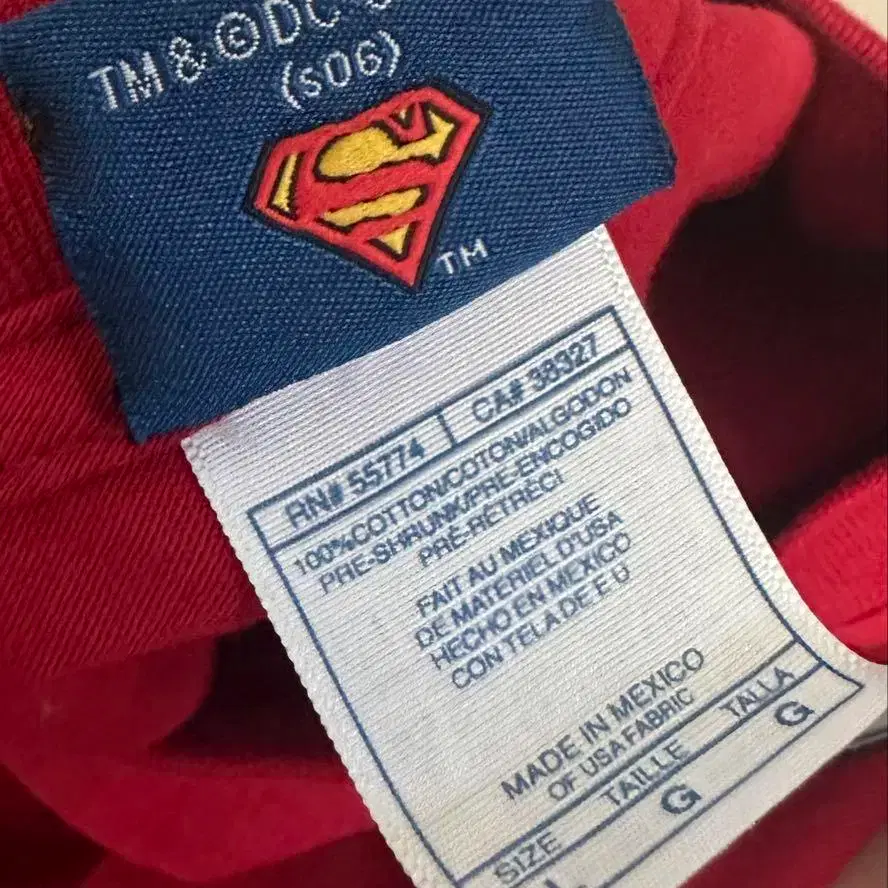 TM & © DC
(s06)
TM
RN# 55774 | CA# 38327
100%COTTON/COTON/ALGODON
PRE-SHRUNK/PRE-ENCOGIDO
PRÉ-RÉTRÉCI
FAIT AU MEXIQUE
DE MATERIEL D'USA
HECHO EN MEXICO
CON TELA DE E U
MADE IN MEXICO
OF USA FABRIC
SIZE TAILLE TALLA
G G